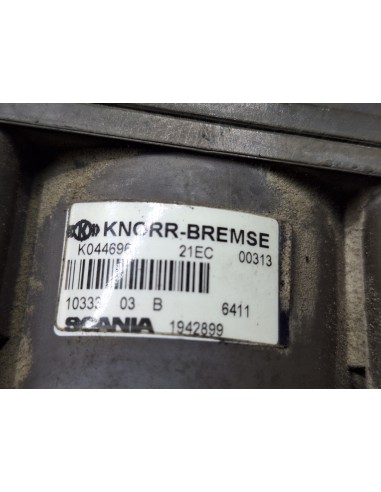 KNORR-BREMSE
K044696 21EC 00313
10333 03 B 6411
SCANIA 1942899